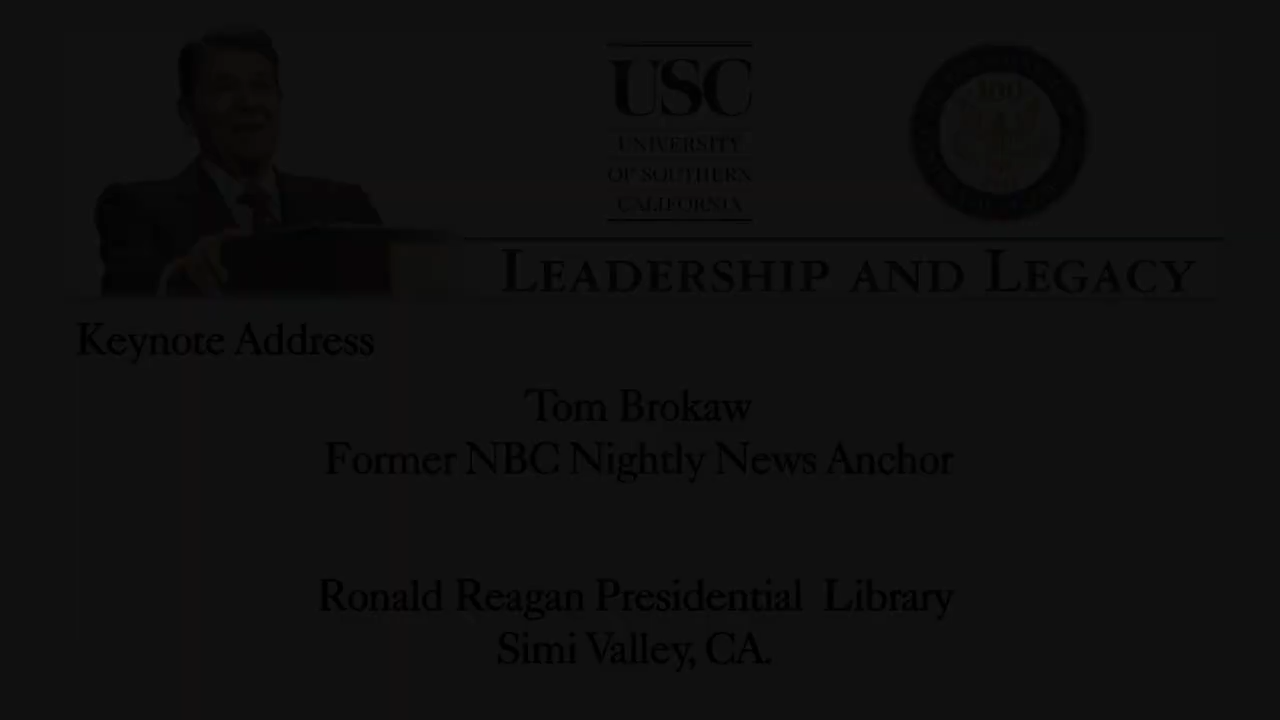 USC
UNIVERSITY
OF SOUTHERN
CALIFORNIA
100
LEADERSHIP AND LEGACY
Keynote Address
Tom Brokaw
Former NBC Nightly News Anchor
Ronald Reagan Presidential Library
Simi Valley, CA.